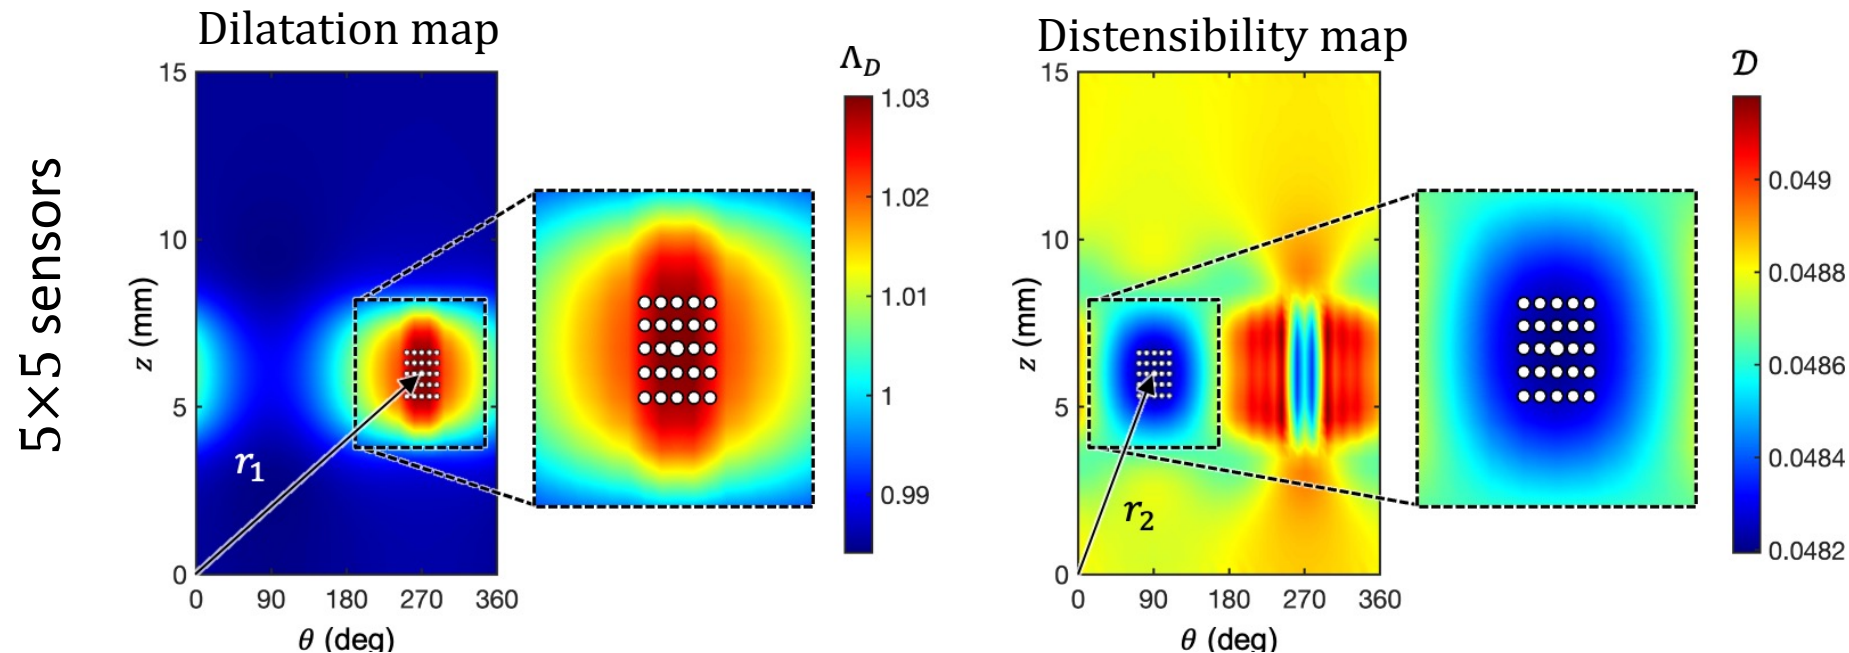 Dilatation map
Distensibility map
5×5 sensors
Λ_D
15
10
5
0
z (mm)
0 90 180 270 360
θ (deg)
r₁
1.03
1.02
1.01
1
0.99
𝒟
15
10
5
0
z (mm)
0 90 180 270 360
θ (deg)
r₂
0.049
0.0488
0.0486
0.0484
0.0482